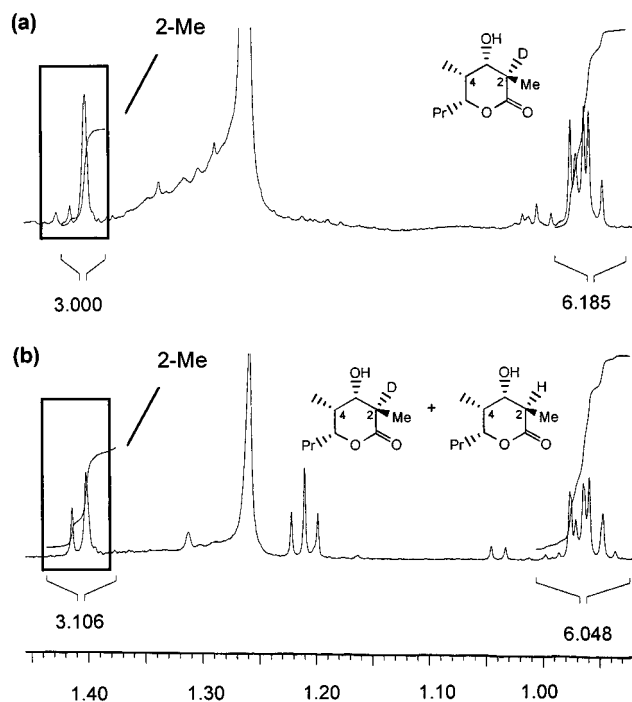 (a)
2-Me
OH
D
4
2
Me
Pr
O
O
3.000
6.185
(b)
2-Me
OH
D
4
2
Me
Pr
O
O
+
OH
H
4
2
Me
Pr
O
O
3.106
6.048
1.40 1.30 1.20 1.10 1.00